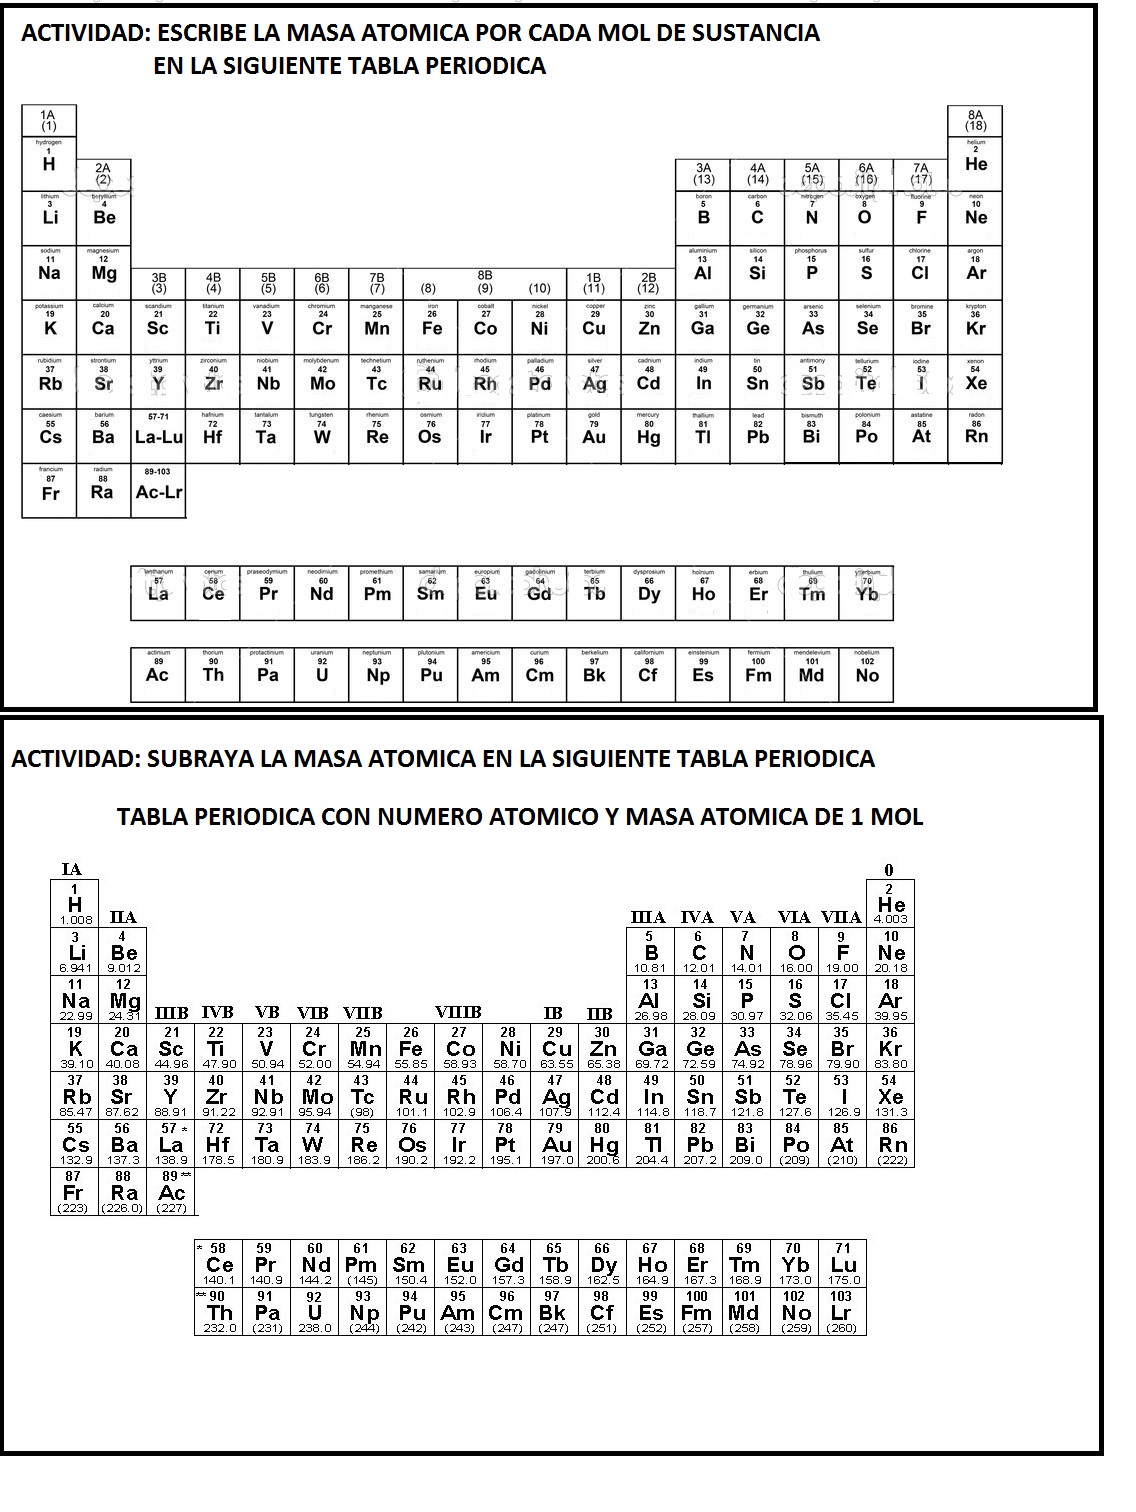 ACTIVIDAD: ESCRIBE LA MASA ATOMICA POR CADA MOL DE SUSTANCIA
EN LA SIGUIENTE TABLA PERIODICA
1A 8A
(1) (18)
hydrogen helium
1 2
H He
2A 3A 4A 5A 6A 7A
(2) (13) (14) (15) (16) (17)
lithium beryllium boron carbon nitrogen oxygen fluorine neon
3 4 5 6 7 8 9 10
Li Be B C N O F Ne
sodium magnesium aluminium silicon phosphorus sulfur chlorine argon
11 12 13 14 15 16 17 18
Na Mg Al Si P S Cl Ar
3B 4B 5B 6B 7B 8B 1B 2B
(3) (4) (5) (6) (7) (8) (9) (10) (11) (12)
potassium calcium scandium titanium vanadium chromium manganese iron cobalt nickel copper zinc gallium germanium arsenic selenium bromine krypton
19 20 21 22 23 24 25 26 27 28 29 30 31 32 33 34 35 36
K Ca Sc Ti V Cr Mn Fe Co Ni Cu Zn Ga Ge As Se Br Kr
rubidium strontium yttrium zirconium niobium molybdenum technetium ruthenium rhodium palladium silver cadmium indium tin antimony tellurium iodine xenon
37 38 39 40 41 42 43 44 45 46 47 48 49 50 51 52 53 54
Rb Sr Y Zr Nb Mo Tc Ru Rh Pd Ag Cd In Sn Sb Te I Xe
caesium barium 57-71 hafnium tantalum tungsten rhenium osmium iridium platinum gold mercury thallium lead bismuth polonium astatine radon
55 56 72 73 74 75 76 77 78 79 80 81 82 83 84 85 86
Cs Ba La-Lu Hf Ta W Re Os Ir Pt Au Hg Tl Pb Bi Po At Rn
francium radium 89-103
87 88
Fr Ra Ac-Lr
lanthanum cerium praseodymium neodimium promethium samarium europium gadolinium terbium dysprosium holnium erbium thulium ytterbium
57 58 59 60 61 62 63 64 65 66 67 68 69 70
La Ce Pr Nd Pm Sm Eu Gd Tb Dy Ho Er Tm Yb
actinium thorium protactinium uranium neptunium plutonium americium curium berkelium californium einsteinium fermium mendelevium nobelium
89 90 91 92 93 94 95 96 97 98 99 100 101 102
Ac Th Pa U Np Pu Am Cm Bk Cf Es Fm Md No
ACTIVIDAD: SUBRAYA LA MASA ATOMICA EN LA SIGUIENTE TABLA PERIODICA
TABLA PERIODICA CON NUMERO ATOMICO Y MASA ATOMICA DE 1 MOL
IA 0
1 2
H He
1.008 4.003
IIA IIIA IVA VA VIA VIIA
3 4 5 6 7 8 9 10
Li Be B C N O F Ne
6.941 9.012 10.81 12.01 14.01 16.00 19.00 20.18
11 12 13 14 15 16 17 18
Na Mg Al Si P S Cl Ar
22.99 24.31 26.98 28.09 30.97 32.06 35.45 39.95
IIIB IVB VB VIB VIIB VIIIB IB IIB
19 20 21 22 23 24 25 26 27 28 29 30 31 32 33 34 35 36
K Ca Sc Ti V Cr Mn Fe Co Ni Cu Zn Ga Ge As Se Br Kr
39.10 40.08 44.96 47.90 50.94 52.00 54.94 55.85 58.93 58.70 63.55 65.38 69.72 72.59 74.92 78.96 79.90 83.80
37 38 39 40 41 42 43 44 45 46 47 48 49 50 51 52 53 54
Rb Sr Y Zr Nb Mo Tc Ru Rh Pd Ag Cd In Sn Sb Te I Xe
85.47 87.62 88.91 91.22 92.91 95.94 (98) 101.1 102.9 106.4 107.9 112.4 114.8 118.7 121.8 127.6 126.9 131.3
55 56 57 * 72 73 74 75 76 77 78 79 80 81 82 83 84 85 86
Cs Ba La Hf Ta W Re Os Ir Pt Au Hg Tl Pb Bi Po At Rn
132.9 137.3 138.9 178.5 180.9 183.9 186.2 190.2 192.2 195.1 197.0 200.6 204.4 207.2 209.0 (209) (210) (222)
87 88 89 **
Fr Ra Ac
(223) (226.0) (227)
* 58 59 60 61 62 63 64 65 66 67 68 69 70 71
Ce Pr Nd Pm Sm Eu Gd Tb Dy Ho Er Tm Yb Lu
140.1 140.9 144.2 (145) 150.4 152.0 157.3 158.9 162.5 164.9 167.3 168.9 173.0 175.0
** 90 91 92 93 94 95 96 97 98 99 100 101 102 103
Th Pa U Np Pu Am Cm Bk Cf Es Fm Md No Lr
232.0 (231) 238.0 (244) (242) (243) (247) (247) (251) (252) (257) (258) (259) (260)